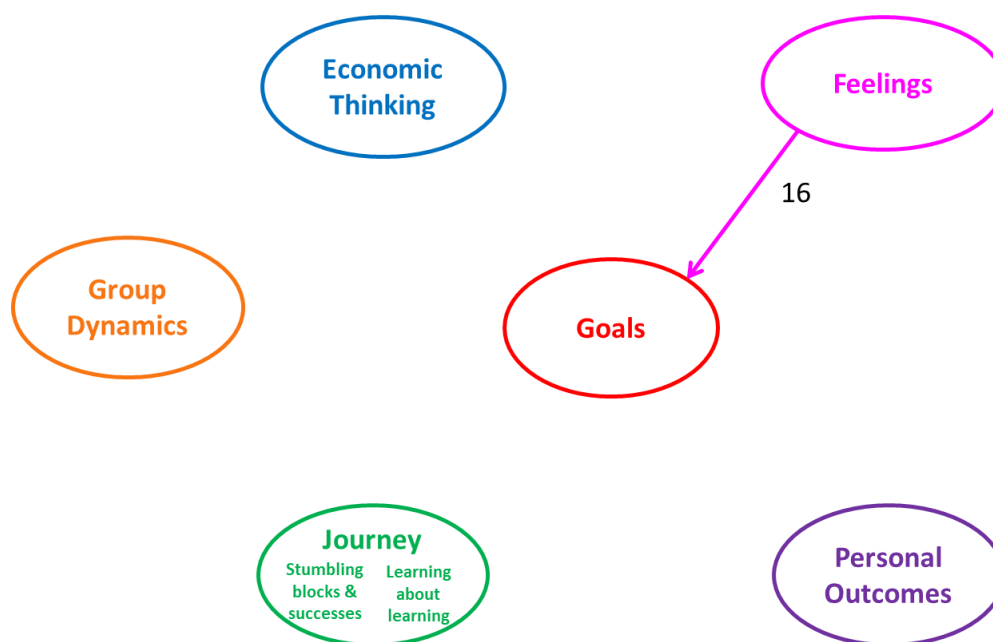 Economic
Thinking
Feelings
16
Group
Dynamics
Goals
Journey
Stumbling
blocks &
successes
Learning
about
learning
Personal
Outcomes